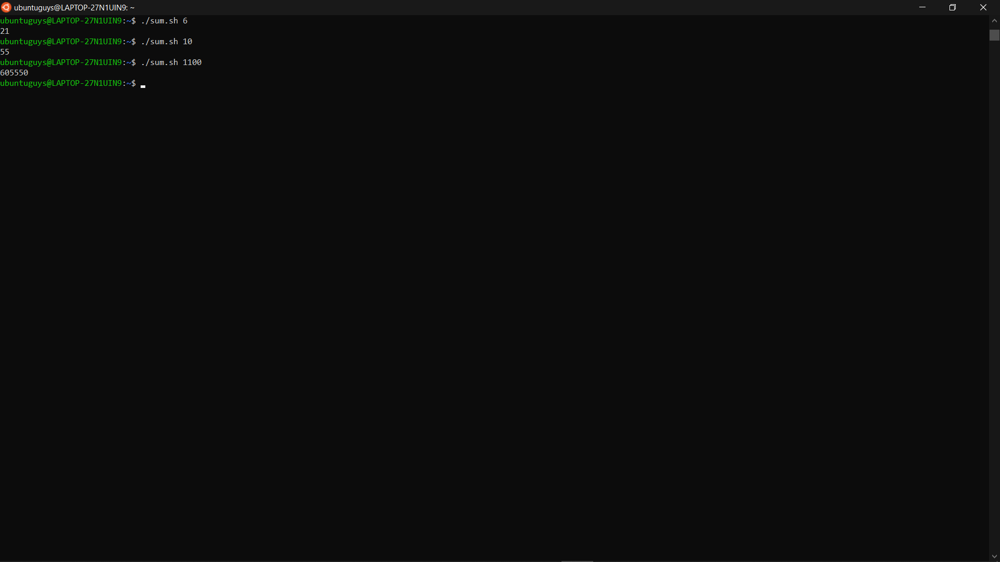 ubuntuguys@LAPTOP-27N1UIN9: ~
ubuntuguys@LAPTOP-27N1UIN9:~$ ./sum.sh 6
21
ubuntuguys@LAPTOP-27N1UIN9:~$ ./sum.sh 10
55
ubuntuguys@LAPTOP-27N1UIN9:~$ ./sum.sh 1100
605550
ubuntuguys@LAPTOP-27N1UIN9:~$